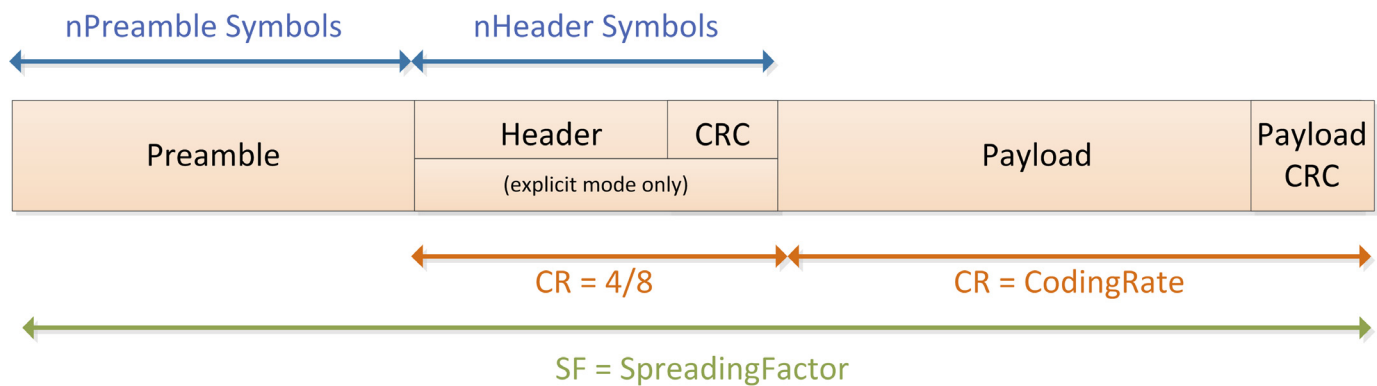 nPreamble Symbols
nHeader Symbols
Preamble
Header
CRC
(explicit mode only)
Payload
Payload
CRC
CR = 4/8
CR = CodingRate
SF = SpreadingFactor